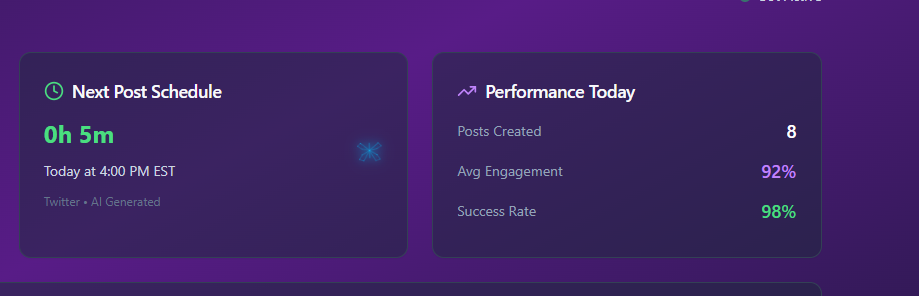 Next Post Schedule
0h 5m
Today at 4:00 PM EST
Twitter • AI Generated
Performance Today
Posts Created 8
Avg Engagement 92%
Success Rate 98%